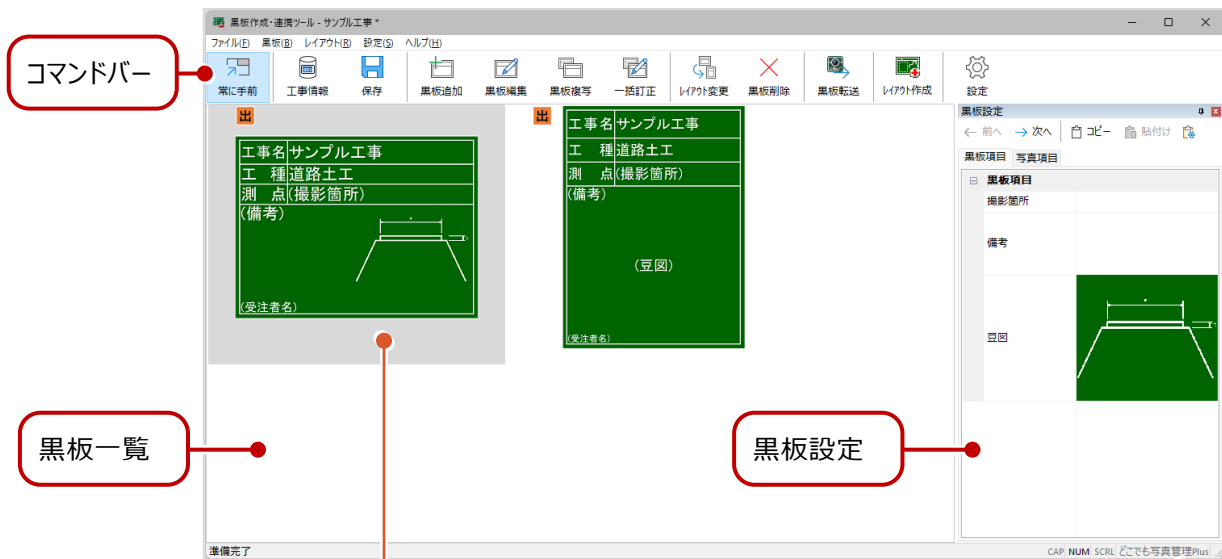 黒板作成・連携ツール - サンプル工事 *
ファイル(F) 黒板(B) レイアウト(R) 設定(S) ヘルプ(H)
コマンドバー
常に手前 工事情報 保存 黒板追加 黒板編集 黒板複写 一括訂正 レイアウト変更 黒板削除 黒板転送 レイアウト作成 設定
出
工事名 サンプル工事
工 種 道路土工
測 点 (撮影箇所)
(備考)
(受注者名)
出
工事名 サンプル工事
工 種 道路土工
測 点 (撮影箇所)
(備考)
(豆図)
(受注者名)
黒板設定
← 前へ → 次へ コピー 貼付け
黒板項目 写真項目
黒板項目
撮影箇所
備考
豆図
黒板一覧
黒板設定
準備完了
CAP NUM SCRL どこでも写真管理Plus